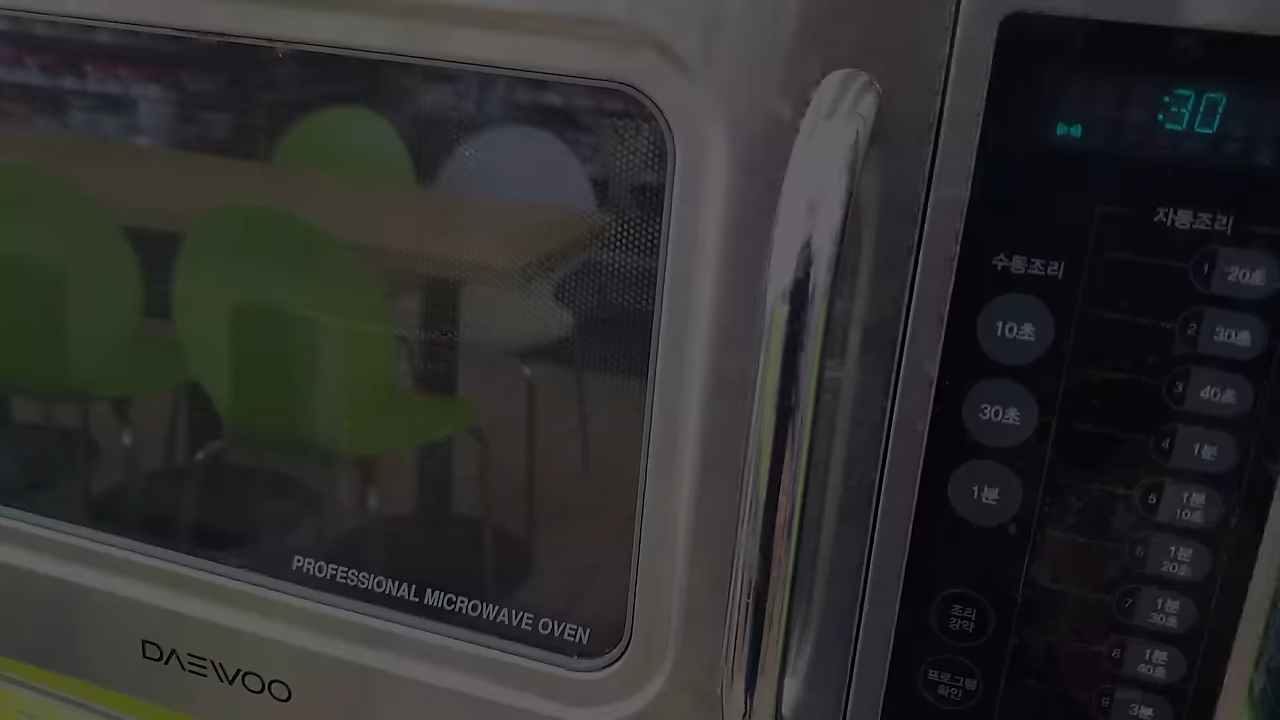 :30
자동조리
수동조리
1 20초
10초
2 30초
3 40초
30초
4 1분
1분
5 1분
10초
6 1분
20초
7 1분
30초
조리
강약
8 1분
40초
프로그램
확인
9 3분
PROFESSIONAL MICROWAVE OVEN
DAEWOO